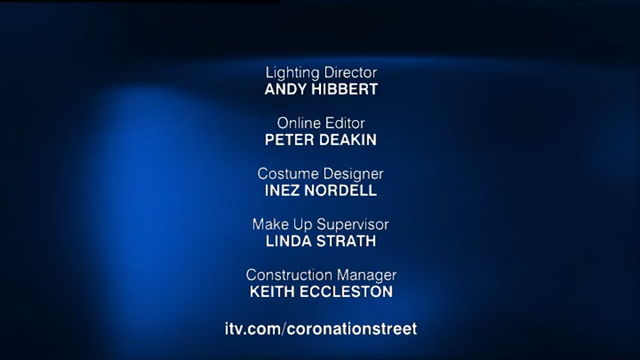 Lighting Director
ANDY HIBBERT
Online Editor
PETER DEAKIN
Costume Designer
INEZ NORDELL
Make Up Supervisor
LINDA STRATH
Construction Manager
KEITH ECCLESTON
itv.com/coronationstreet